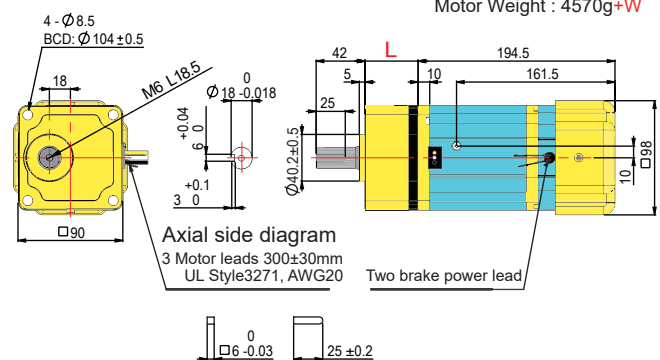 Motor Weight : 4570g+W
4 - Ø8.5
BCD: Ø104±0.5
18
M6 L18.5
0
Ø18 -0.018
+0.04
6 0
+0.1
3 0
42
L
194.5
5
10
161.5
25
Ø40.2±0.5
□98
10
□90
Axial side diagram
3 Motor leads 300±30mm
UL Style3271, AWG20
Two brake power lead
0
□6 -0.03
25 ±0.2